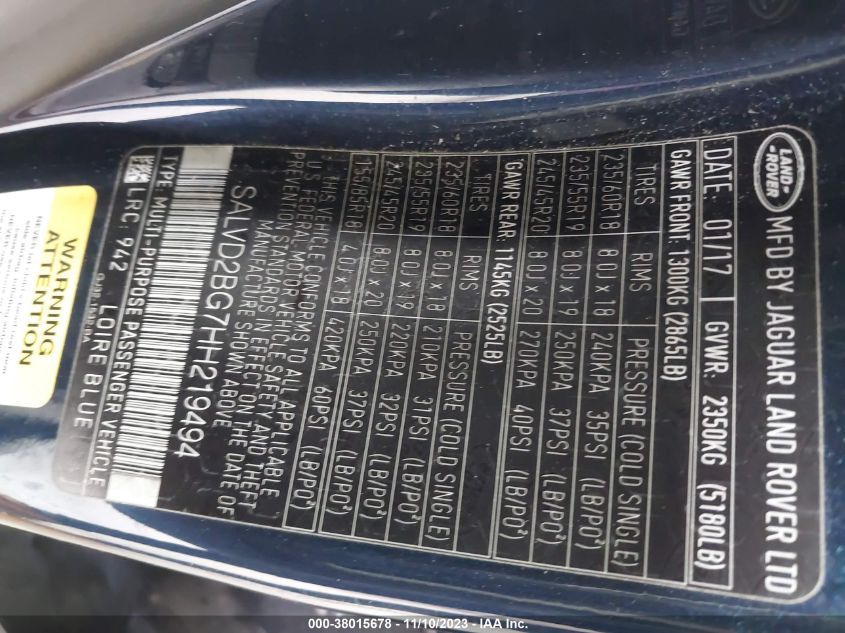 LAND
ROVER
MFD BY JAGUAR LAND ROVER LTD
DATE: 01/17 GVWR: 2350KG (5180LB)
GAWR FRONT: 1300KG (2865LB)
TIRES RIMS PRESSURE (COLD SINGLE)
235/60R18 8.0J x 18 240KPA 35PSI (LB/PO²)
235/55R19 8.0J x 19 250KPA 37PSI (LB/PO²)
245/45R20 8.0J x 20 270KPA 40PSI (LB/PO²)
GAWR REAR: 1145KG (2525LB)
TIRES RIMS PRESSURE (COLD SINGLE)
235/60R18 8.0J x 18 210KPA 31PSI (LB/PO²)
235/55R19 8.0J x 19 220KPA 32PSI (LB/PO²)
245/45R20 8.0J x 20 250KPA 37PSI (LB/PO²)
155/85R18 4.0J x 18 420KPA 60PSI (LB/PO²)
THIS VEHICLE CONFORMS TO ALL APPLICABLE
U.S. FEDERAL MOTOR VEHICLE SAFETY AND THEFT
PREVENTION STANDARDS IN EFFECT ON THE DATE OF
MANUFACTURE SHOWN ABOVE
SALVD2BG7HH219494
TYPE: MULTI-PURPOSE PASSENGER VEHICLE
LRC: 942 LOIRE BLUE
WARNING
ATTENTION
000-38015678 - 11/10/2023 - IAAI.com